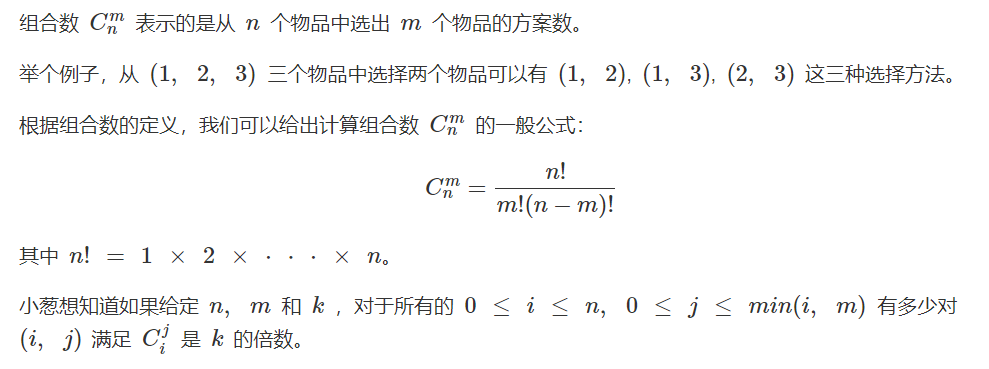 组合数 $C_n^m$ 表示的是从 $n$ 个物品中选出 $m$ 个物品的方案数。
举个例子，从 $(1, 2, 3)$ 三个物品中选择两个物品可以有 $(1, 2)$, $(1, 3)$, $(2, 3)$ 这三种选择方法。
根据组合数的定义，我们可以给出计算组合数 $C_n^m$ 的一般公式：
$C_n^m = \frac{n!}{m!(n-m)!}$
其中 $n! = 1 \times 2 \times \cdot \cdot \cdot \times n$。
小葱想知道如果给定 $n$, $m$ 和 $k$ ，对于所有的 $0 \leq i \leq n$, $0 \leq j \leq min(i, m)$ 有多少对
$(i, j)$ 满足 $C_i^j$ 是 $k$ 的倍数。